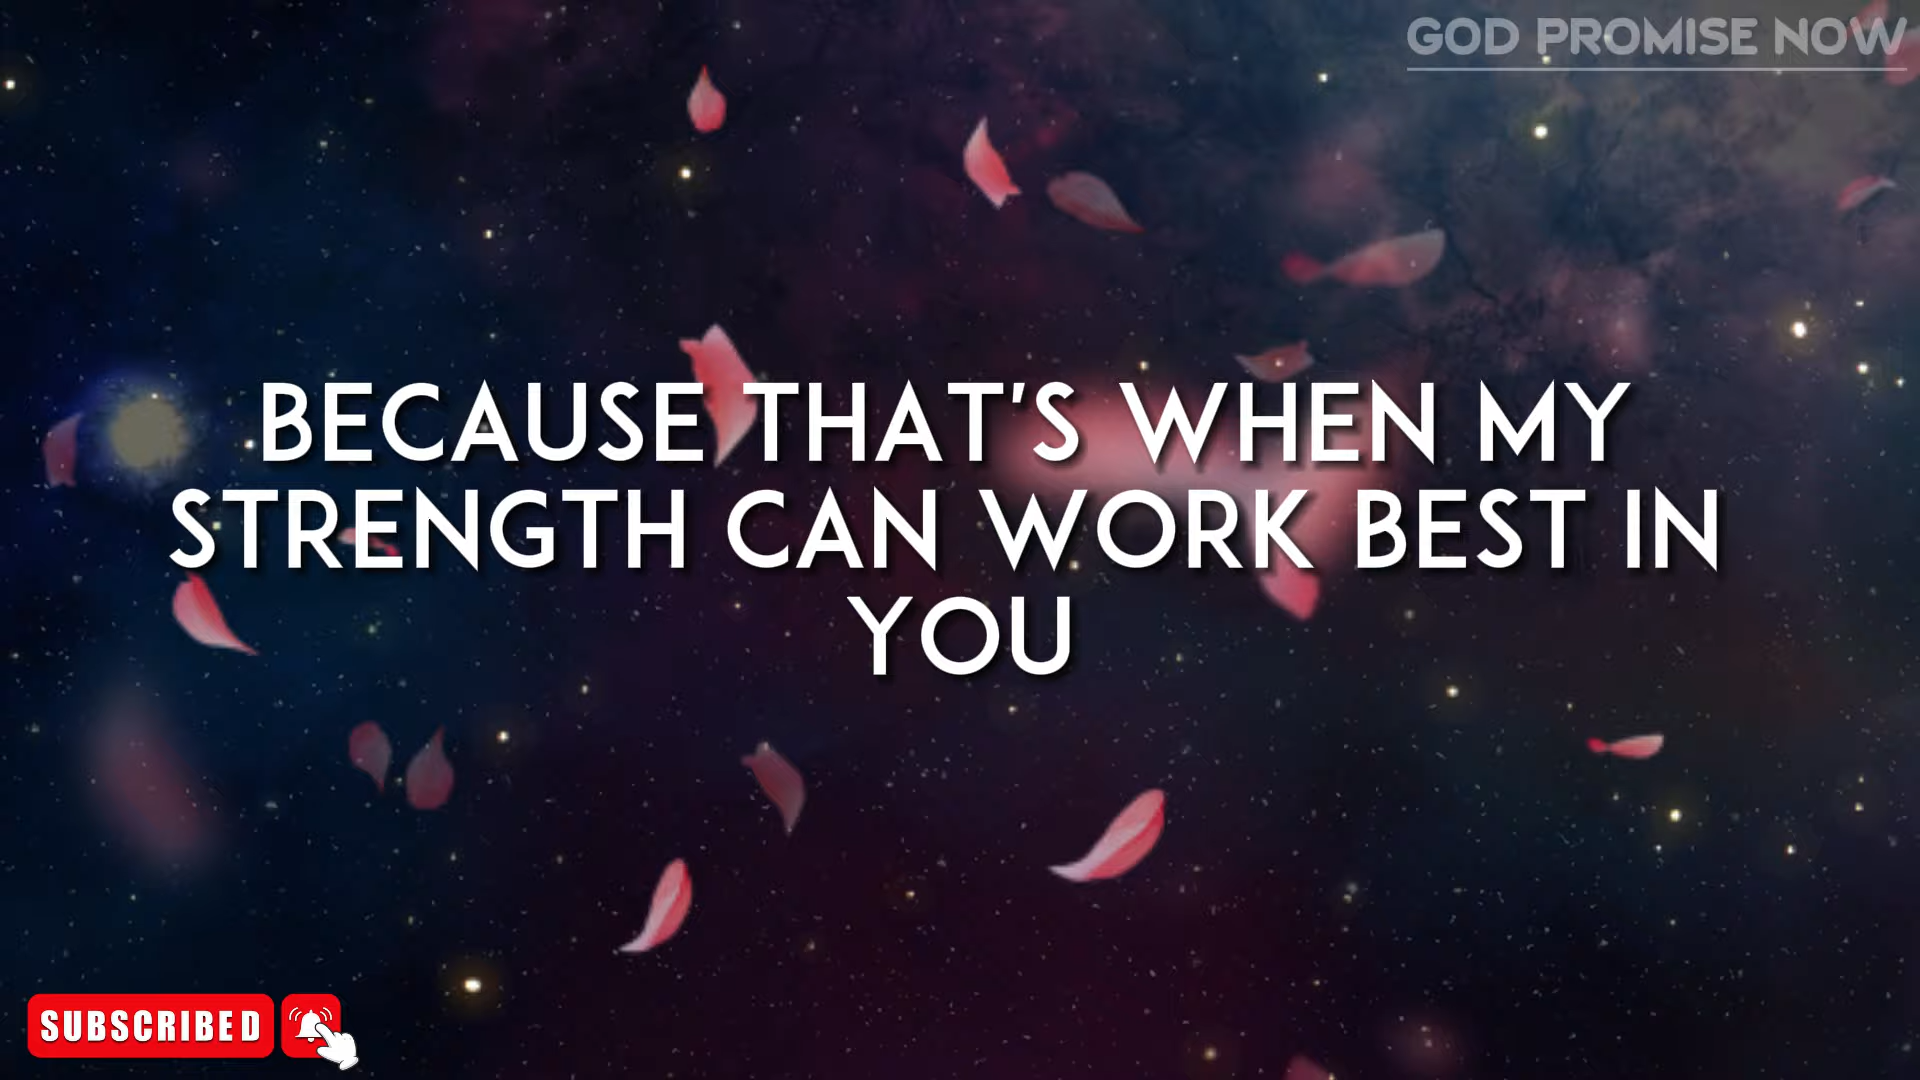 GOD PROMISE NOW
BECAUSE THAT'S WHEN MY
STRENGTH CAN WORK BEST IN
YOU
SUBSCRIBED